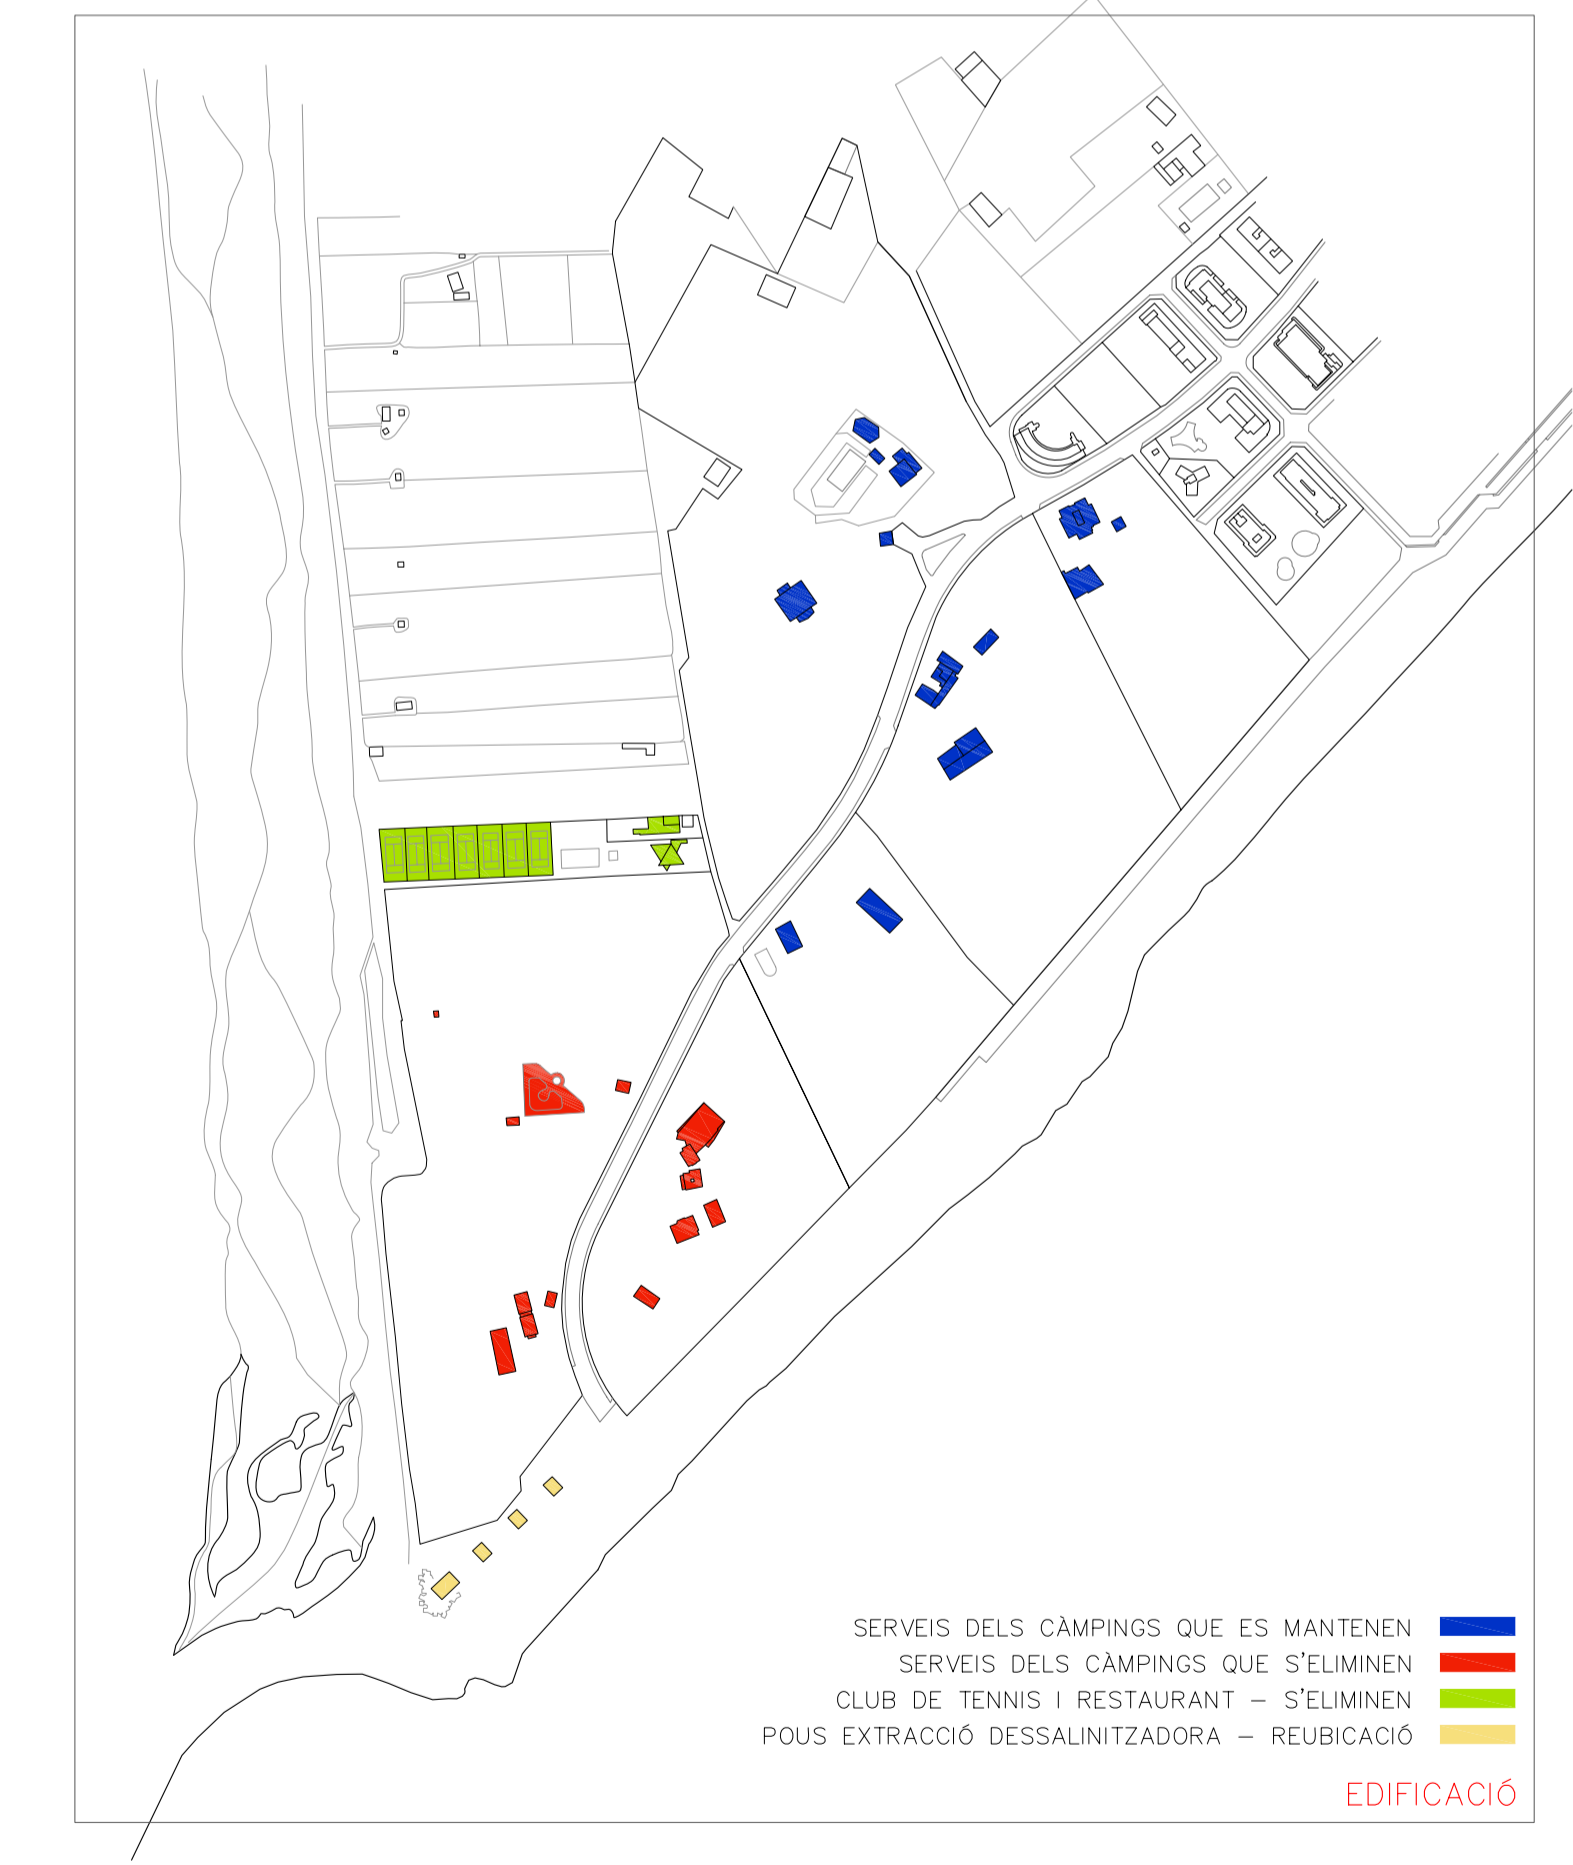 SERVEIS DELS CÀMPINGS QUE ES MANTENEN
SERVEIS DELS CÀMPINGS QUE S'ELIMINEN
CLUB DE TENNIS I RESTAURANT – S'ELIMINEN
POUS EXTRACCIÓ DESSALINITZADORA – REUBICACIÓ
EDIFICACIÓ